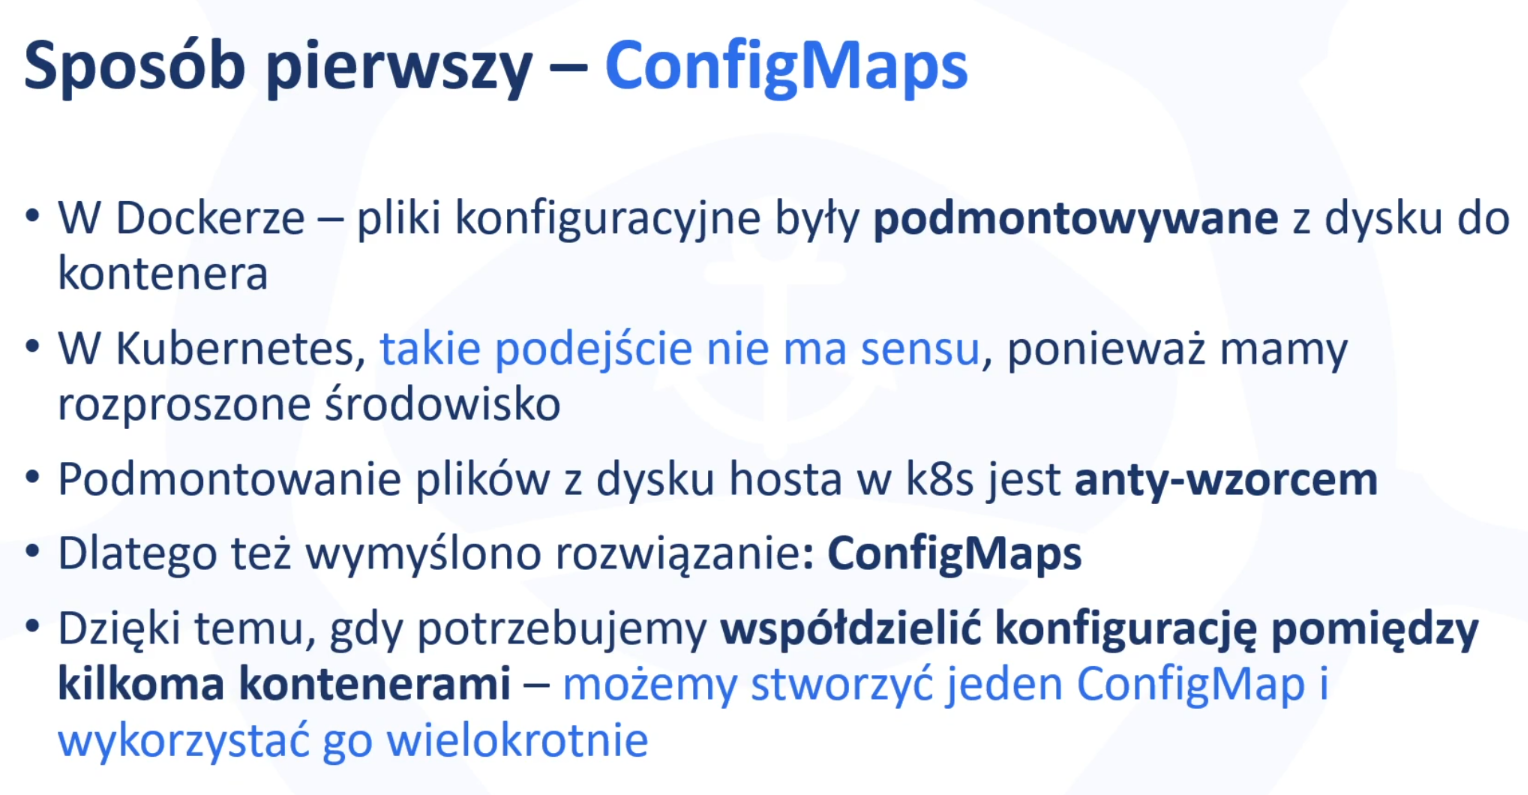 Sposób pierwszy – ConfigMaps
• W Dockerze – pliki konfiguracyjne były podmontowywane z dysku do
kontenera
• W Kubernetes, takie podejście nie ma sensu, ponieważ mamy
rozproszone środowisko
• Podmontowanie plików z dysku hosta w k8s jest anty-wzorcem
• Dlatego też wymyślono rozwiązanie: ConfigMaps
• Dzięki temu, gdy potrzebujemy współdzielić konfigurację pomiędzy
kilkoma kontenerami – możemy stworzyć jeden ConfigMap i
wykorzystać go wielokrotnie